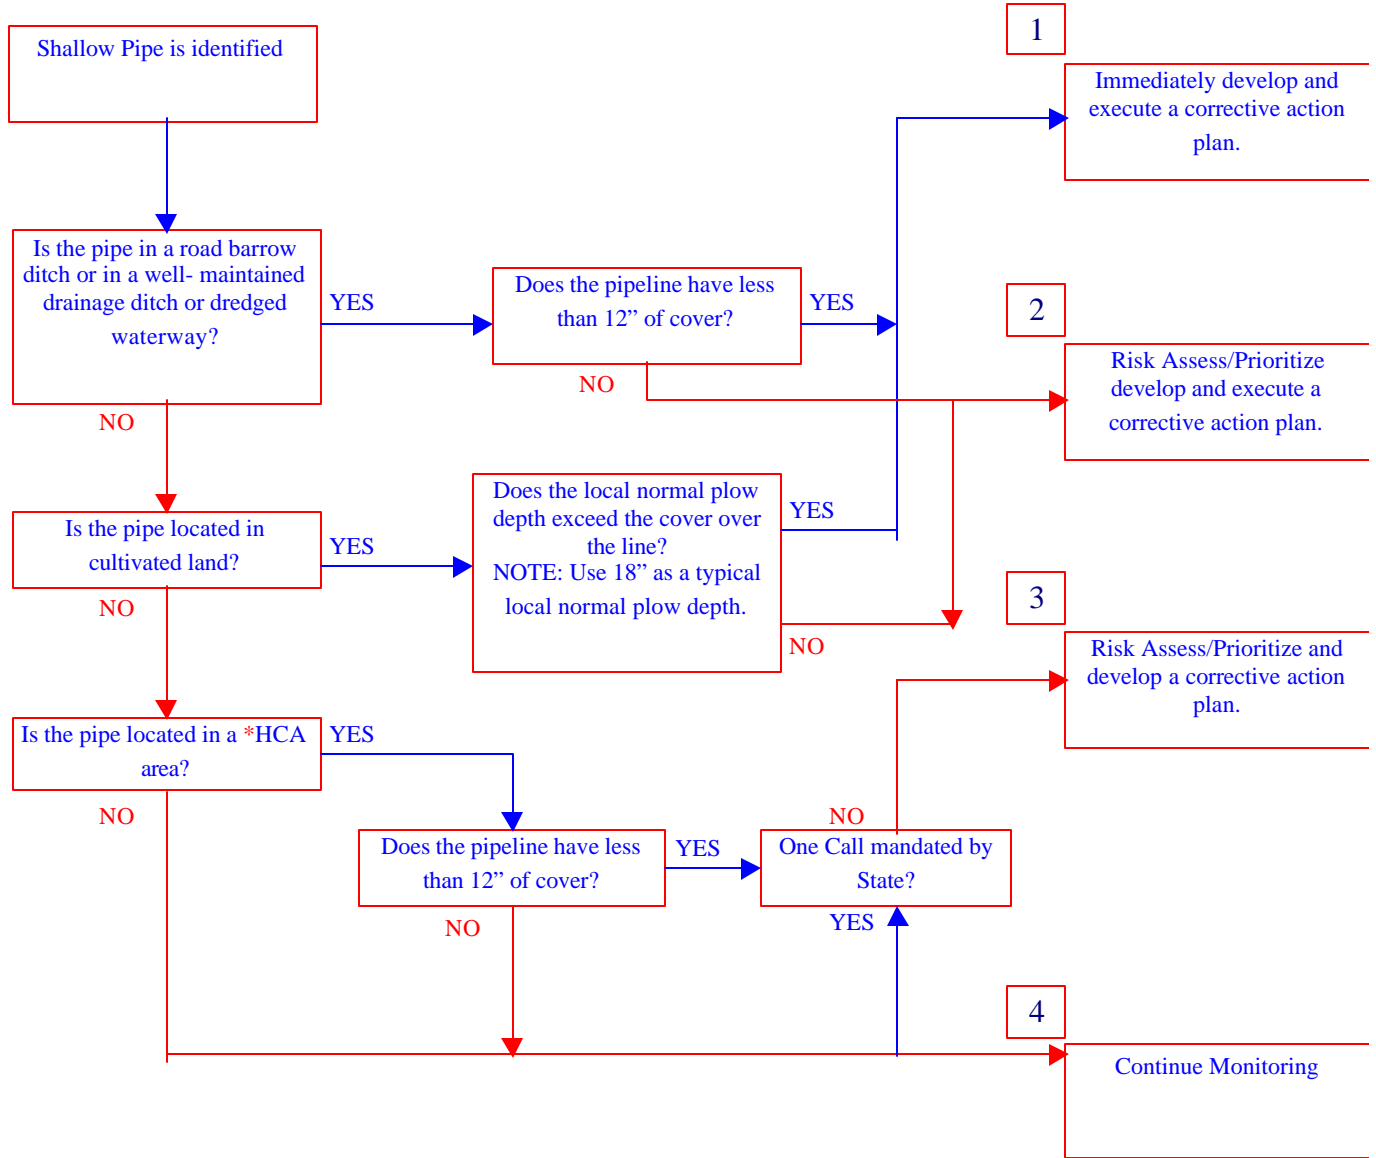 Shallow Pipe is identified
1
Immediately develop and
execute a corrective action
plan.
Is the pipe in a road barrow
ditch or in a well- maintained
drainage ditch or dredged
waterway?
YES
NO
Does the pipeline have less
than 12” of cover?
YES
NO
2
Risk Assess/Prioritize
develop and execute a
corrective action plan.
Is the pipe located in
cultivated land?
YES
NO
Does the local normal plow
depth exceed the cover over
the line?
NOTE: Use 18” as a typical
local normal plow depth.
YES
NO
3
Risk Assess/Prioritize and
develop a corrective action
plan.
Is the pipe located in a *HCA
area?
YES
NO
Does the pipeline have less
than 12” of cover?
YES
NO
NO
One Call mandated by
State?
YES
4
Continue Monitoring